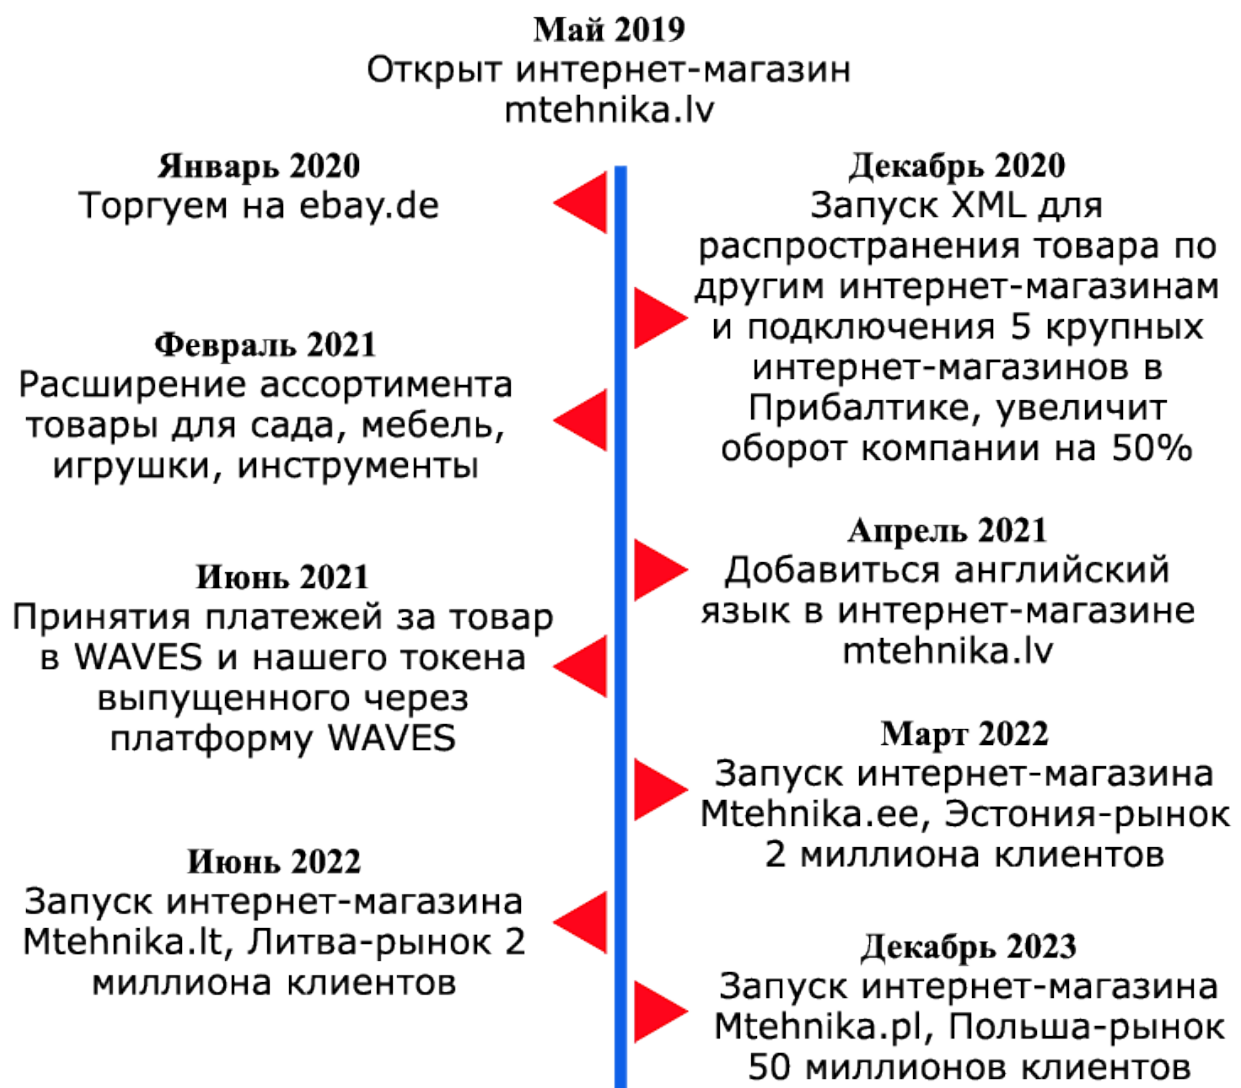 Май 2019
Открыт интернет-магазин
mtehnika.lv
Январь 2020
Торгуем на ebay.de
Декабрь 2020
Запуск XML для
распространения товара по
другим интернет-магазинам
и подключения 5 крупных
интернет-магазинов в
Прибалтике, увеличит
оборот компании на 50%
Февраль 2021
Расширение ассортимента
товары для сада, мебель,
игрушки, инструменты
Апрель 2021
Добавиться английский
язык в интернет-магазине
mtehnika.lv
Июнь 2021
Принятия платежей за товар
в WAVES и нашего токена
выпущенного через
платформу WAVES
Март 2022
Запуск интернет-магазина
Mtehnika.ee, Эстония-рынок
2 миллиона клиентов
Июнь 2022
Запуск интернет-магазина
Mtehnika.lt, Литва-рынок 2
миллиона клиентов
Декабрь 2023
Запуск интернет-магазина
Mtehnika.pl, Польша-рынок
50 миллионов клиентов